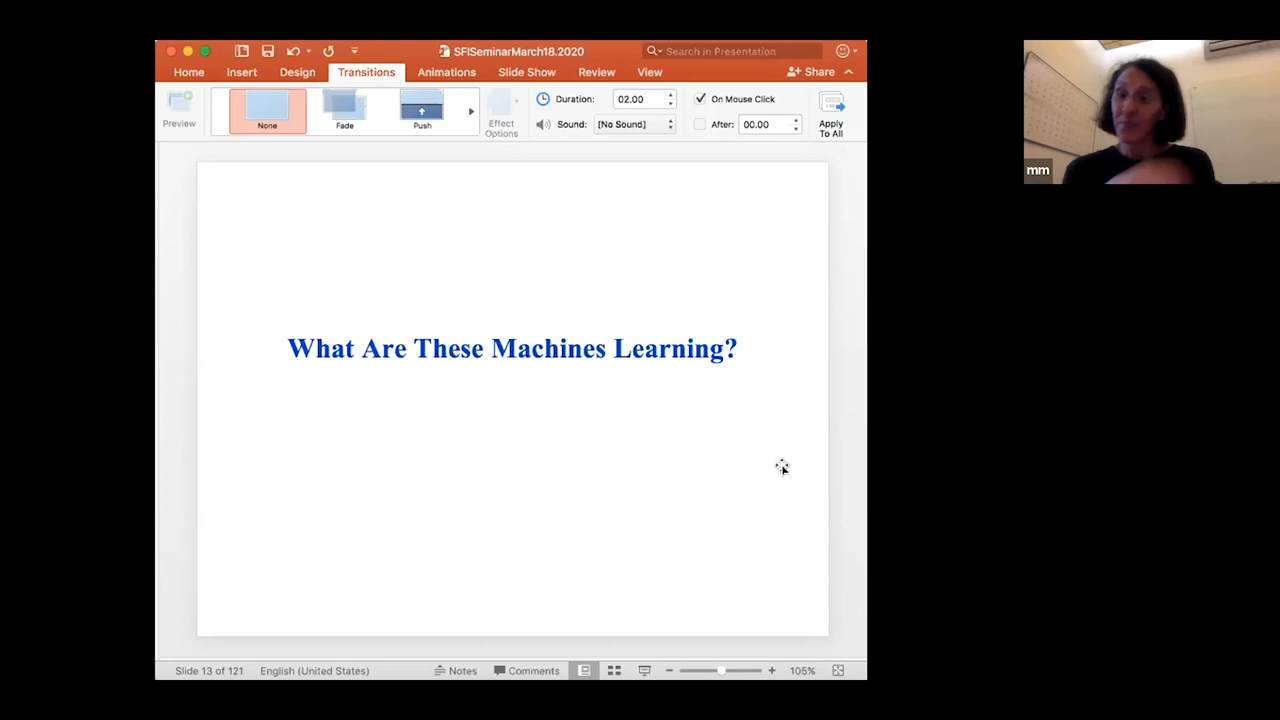 SFISeminarMarch18.2020
Search in Presentation
Home Insert Design Transitions Animations Slide Show Review View Share
Preview
None
Fade
Push
Effect Options
Duration: 02.00
Sound: [No Sound]
On Mouse Click
After: 00.00
Apply To All
mm
What Are These Machines Learning?
Slide 13 of 121 English (United States) Notes Comments 105%